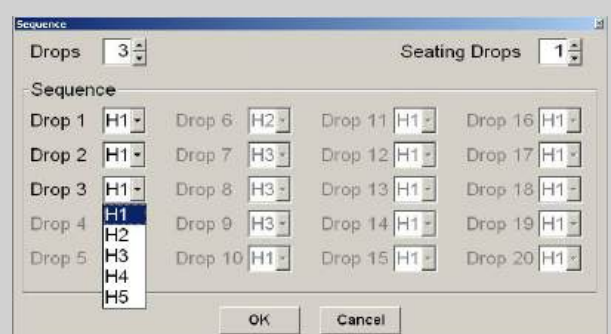 Sequence
Drops 3 Seating Drops 1
Sequence
Drop 1 H1 Drop 6 H2 Drop 11 H1 Drop 16 H1
Drop 2 H1 Drop 7 H3 Drop 12 H1 Drop 17 H1
Drop 3 H1 Drop 8 H3 Drop 13 H1 Drop 18 H1
Drop 4 H1 Drop 9 H3 Drop 14 H1 Drop 19 H1
Drop 5 H2 Drop 10 H1 Drop 15 H1 Drop 20 H1
H3
H4
H5
OK Cancel